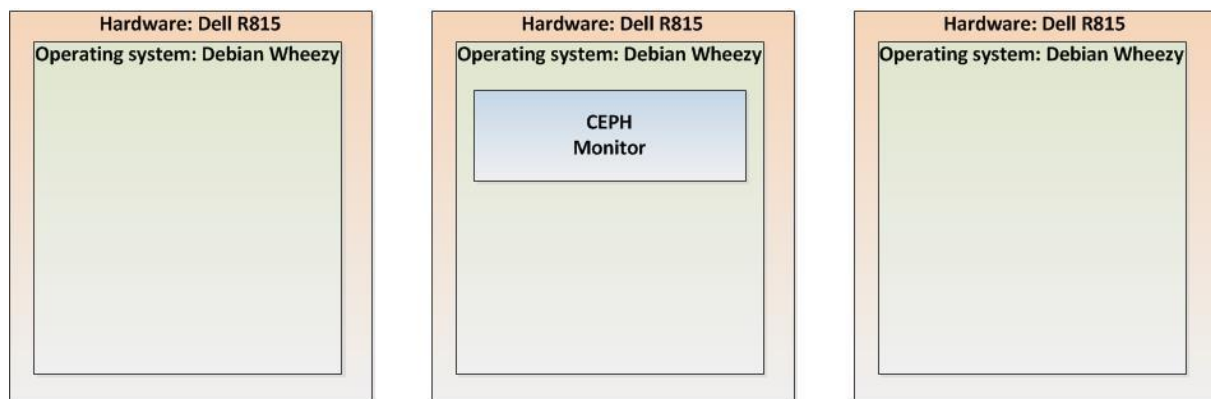 Hardware: Dell R815
Operating system: Debian Wheezy
Hardware: Dell R815
Operating system: Debian Wheezy
CEPH
Monitor
Hardware: Dell R815
Operating system: Debian Wheezy